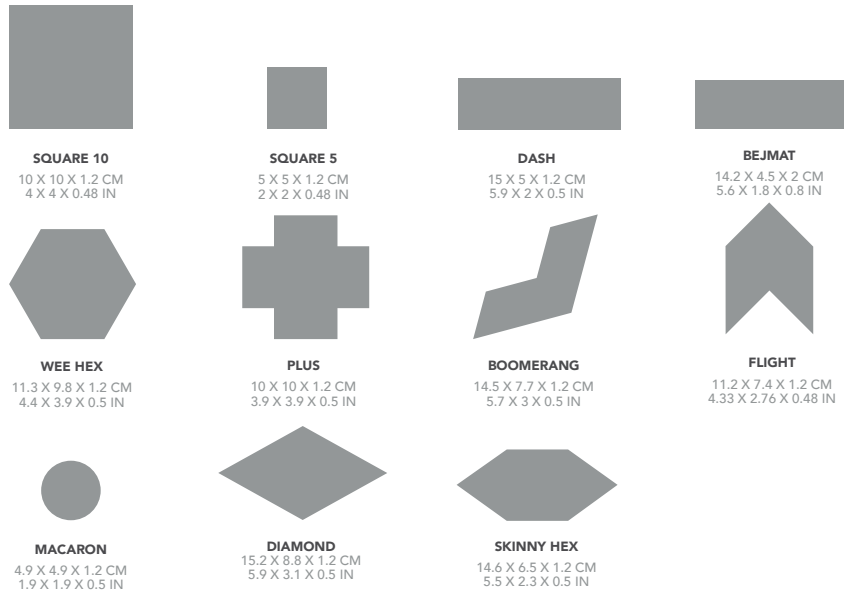 SQUARE 10
10 X 10 X 1.2 CM
4 X 4 X 0.48 IN
SQUARE 5
5 X 5 X 1.2 CM
2 X 2 X 0.48 IN
DASH
15 X 5 X 1.2 CM
5.9 X 2 X 0.5 IN
BEJMAT
14.2 X 4.5 X 2 CM
5.6 X 1.8 X 0.8 IN
WEE HEX
11.3 X 9.8 X 1.2 CM
4.4 X 3.9 X 0.5 IN
PLUS
10 X 10 X 1.2 CM
3.9 X 3.9 X 0.5 IN
BOOMERANG
14.5 X 7.7 X 1.2 CM
5.7 X 3 X 0.5 IN
FLIGHT
11.2 X 7.4 X 1.2 CM
4.33 X 2.76 X 0.48 IN
MACARON
4.9 X 4.9 X 1.2 CM
1.9 X 1.9 X 0.5 IN
DIAMOND
15.2 X 8.8 X 1.2 CM
5.9 X 3.1 X 0.5 IN
SKINNY HEX
14.6 X 6.5 X 1.2 CM
5.5 X 2.3 X 0.5 IN